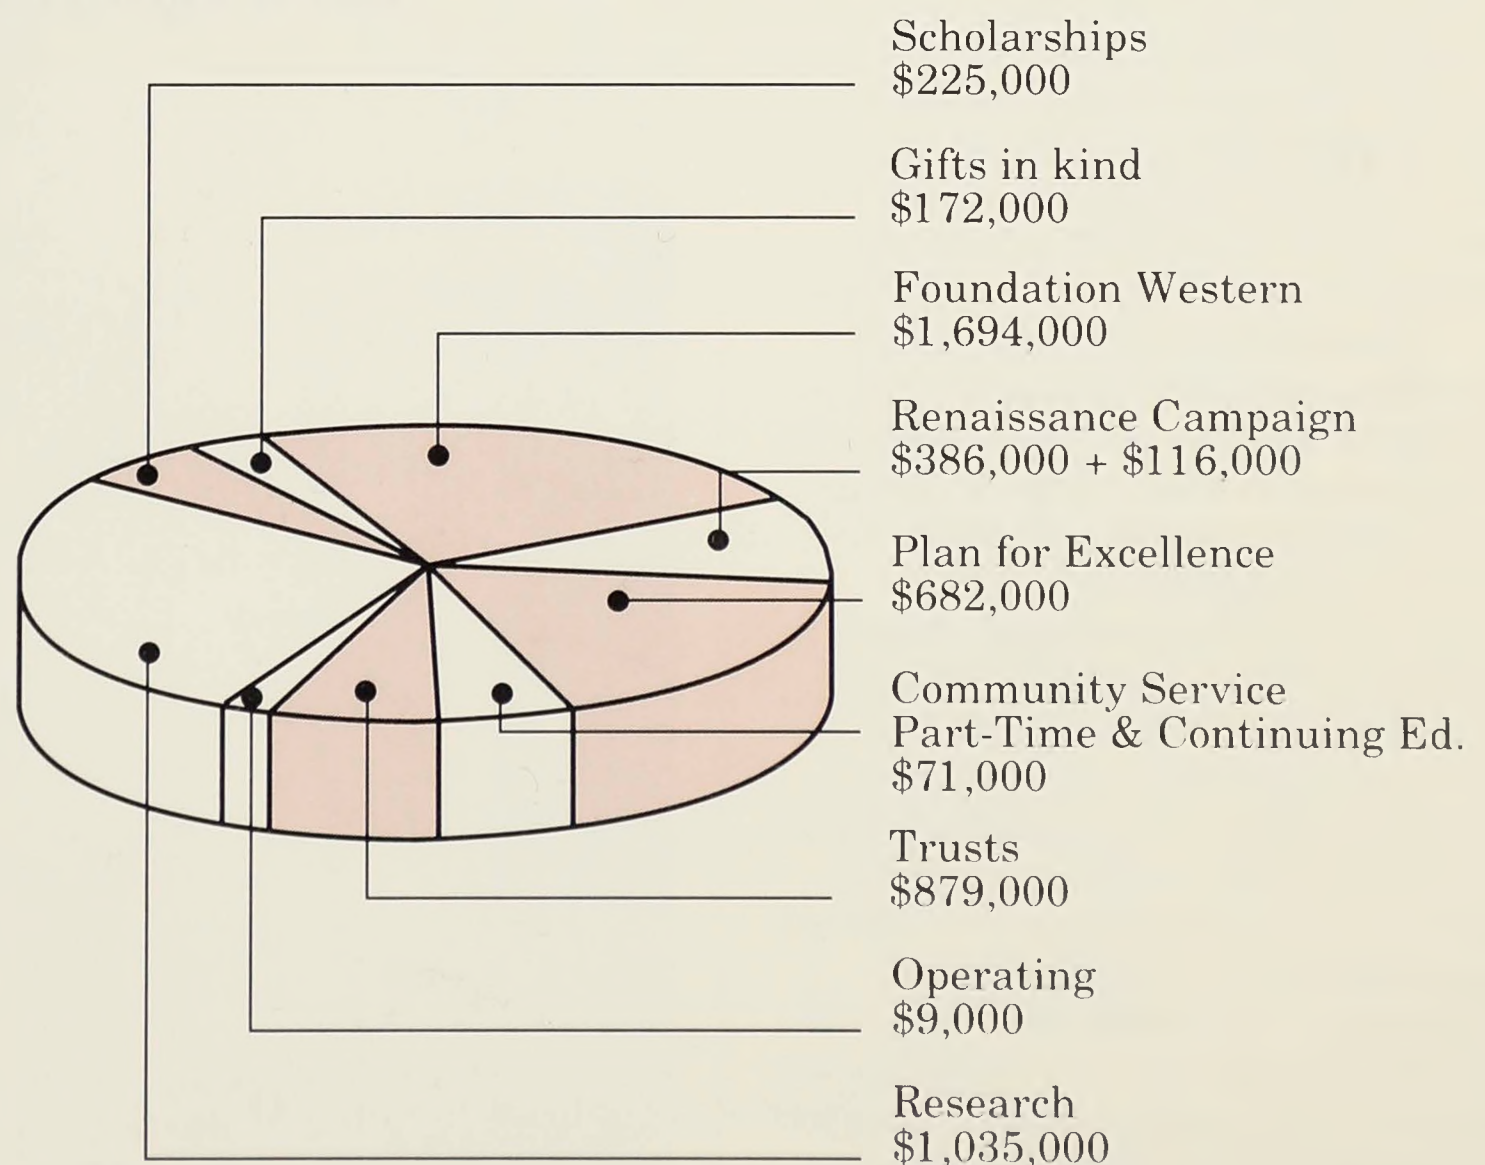 Scholarships
$225,000
Gifts in kind
$172,000
Foundation Western
$1,694,000
Renaissance Campaign
$386,000 + $116,000
Plan for Excellence
$682,000
Community Service
Part-Time & Continuing Ed.
$71,000
Trusts
$879,000
Operating
$9,000
Research
$1,035,000